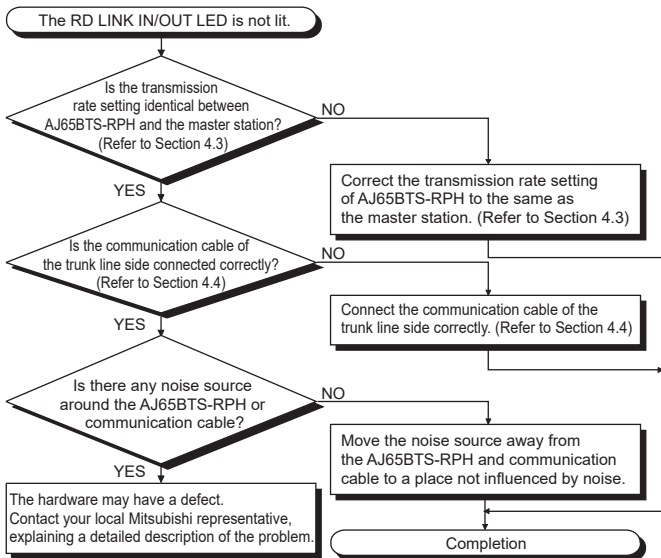 The RD LINK IN/OUT LED is not lit.
Is the transmission
rate setting identical between
AJ65BTS-RPH and the master station?
(Refer to Section 4.3)
NO
YES
Correct the transmission rate setting
of AJ65BTS-RPH to the same as
the master station. (Refer to Section 4.3)
Is the communication cable of
the trunk line side connected correctly?
(Refer to Section 4.4)
NO
YES
Connect the communication cable of the
trunk line side correctly. (Refer to Section 4.4)
Is there any noise source
around the AJ65BTS-RPH or
communication cable?
NO
YES
Move the noise source away from
the AJ65BTS-RPH and communication
cable to a place not influenced by noise.
The hardware may have a defect.
Contact your local Mitsubishi representative,
explaining a detailed description of the problem.
Completion